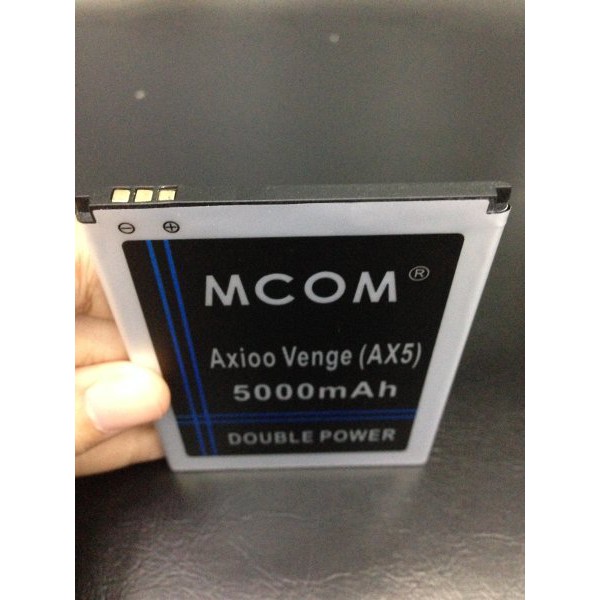 ⊖ ⊕
MCOM®
Axioo Venge (AX5)
5000mAh
DOUBLE POWER